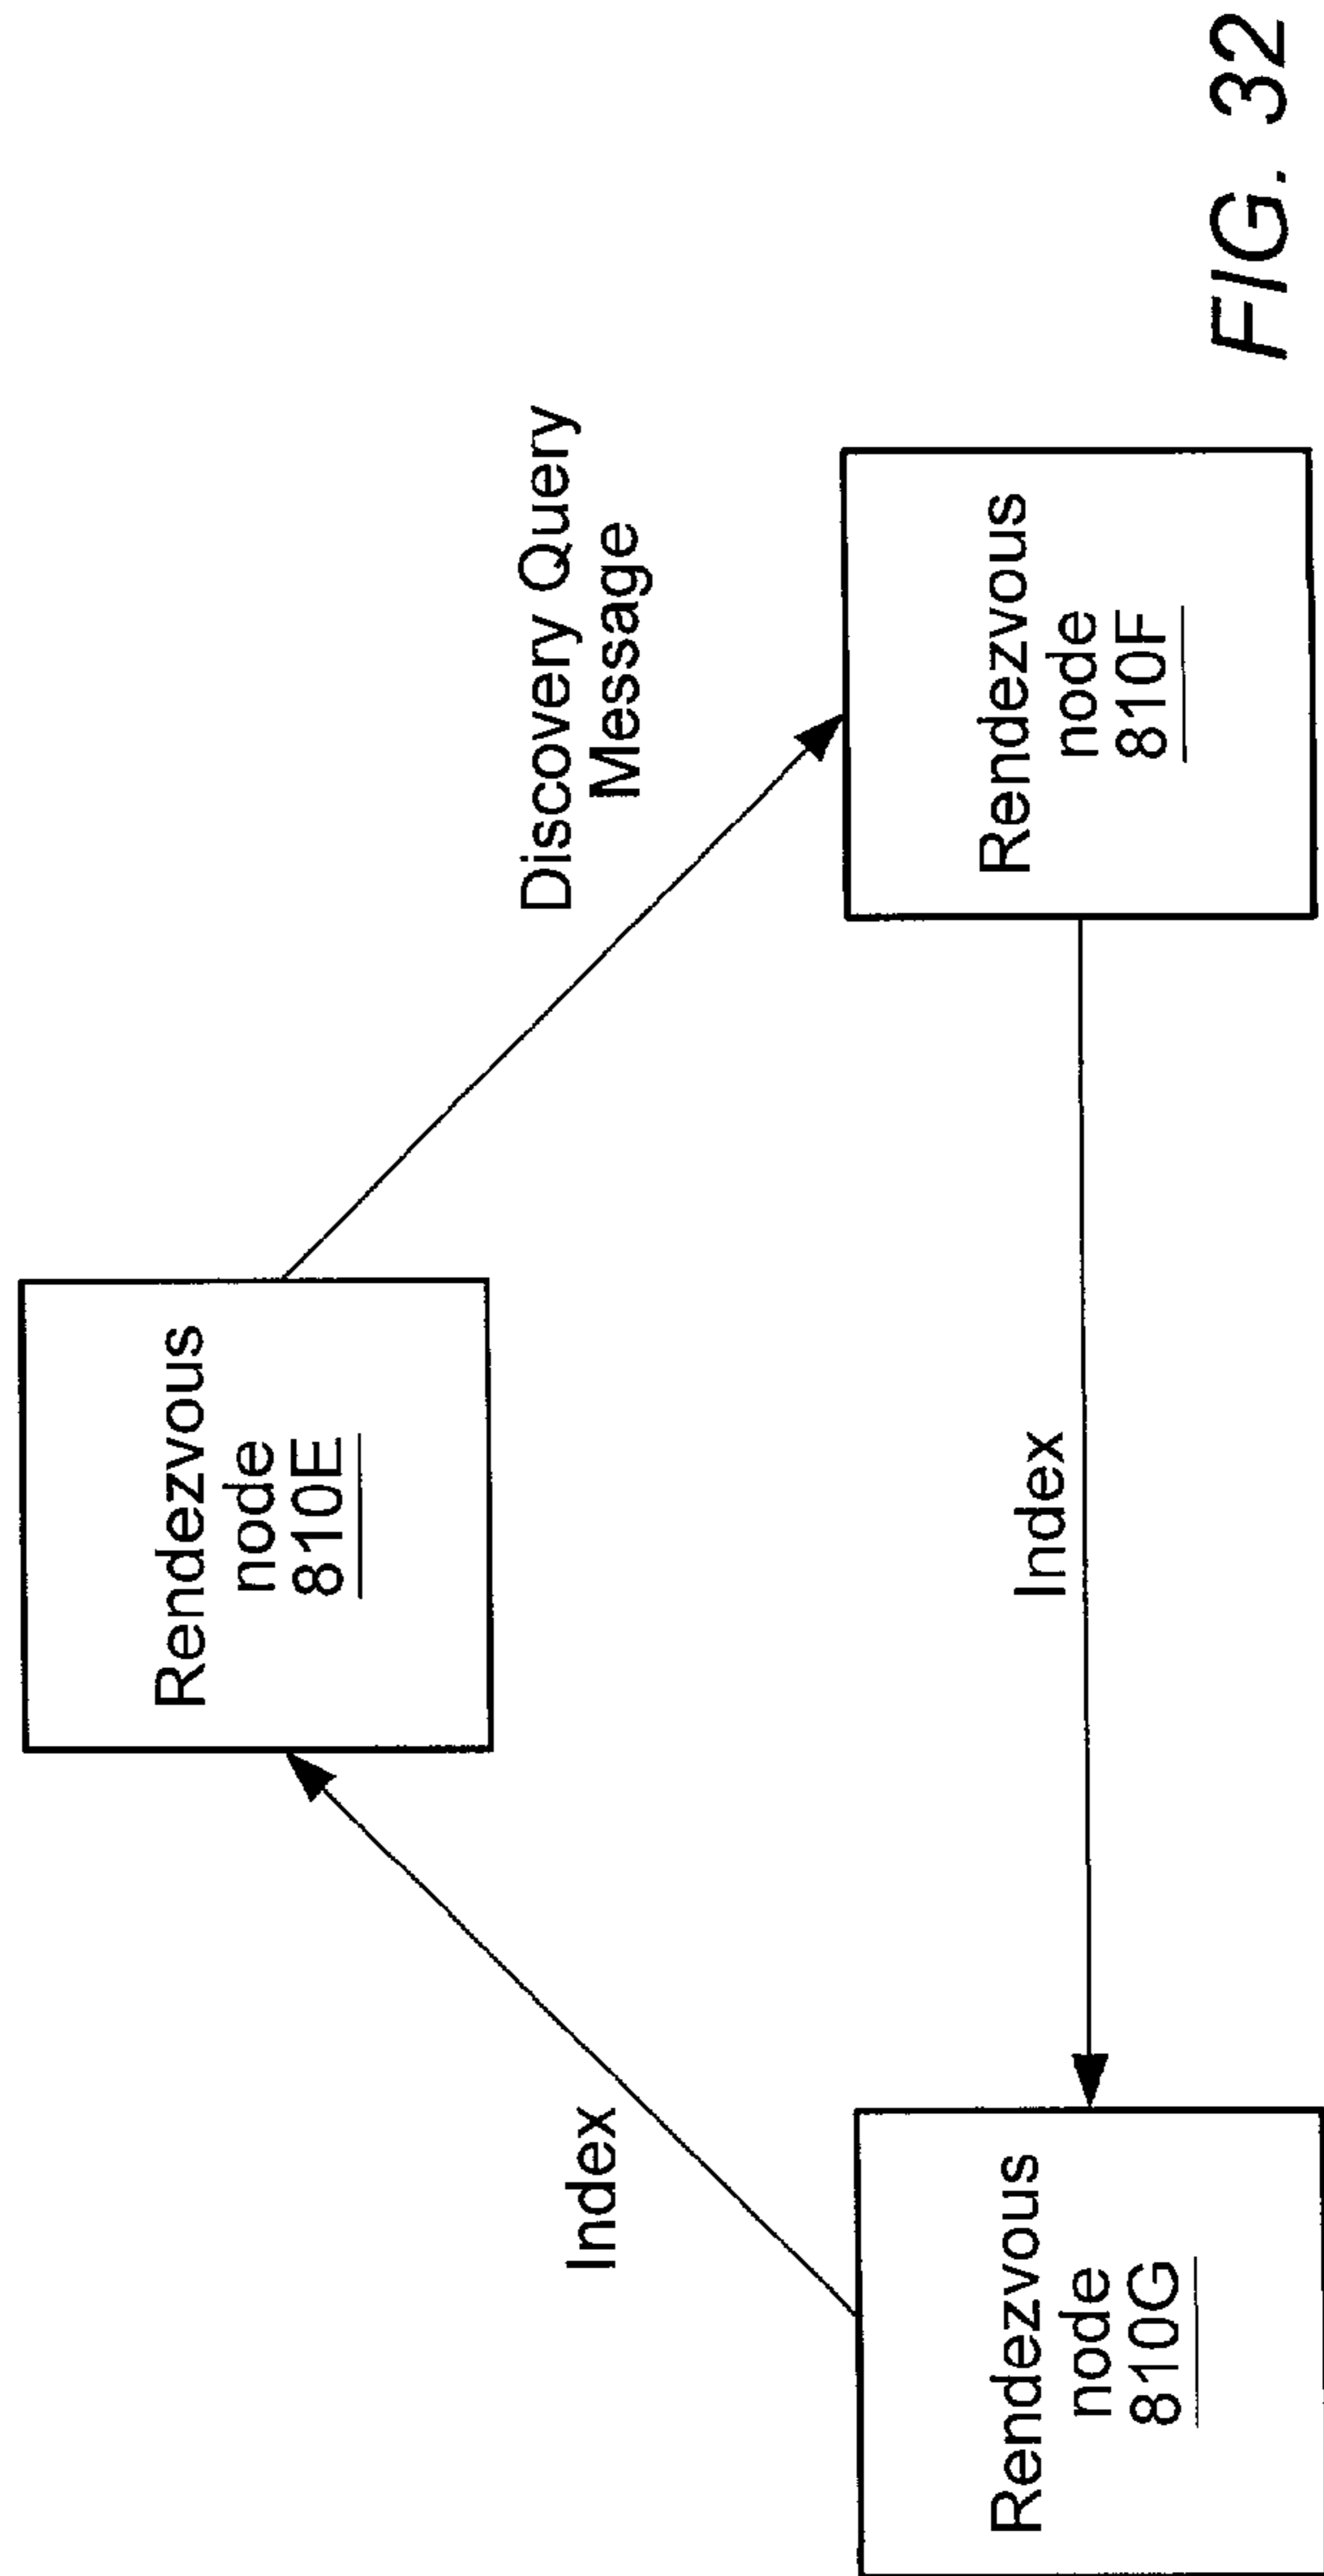 Rendezvous
node
810E
Discovery Query
Message
Index
Index
Rendezvous
node
810G
Rendezvous
node
810F
FIG. 32